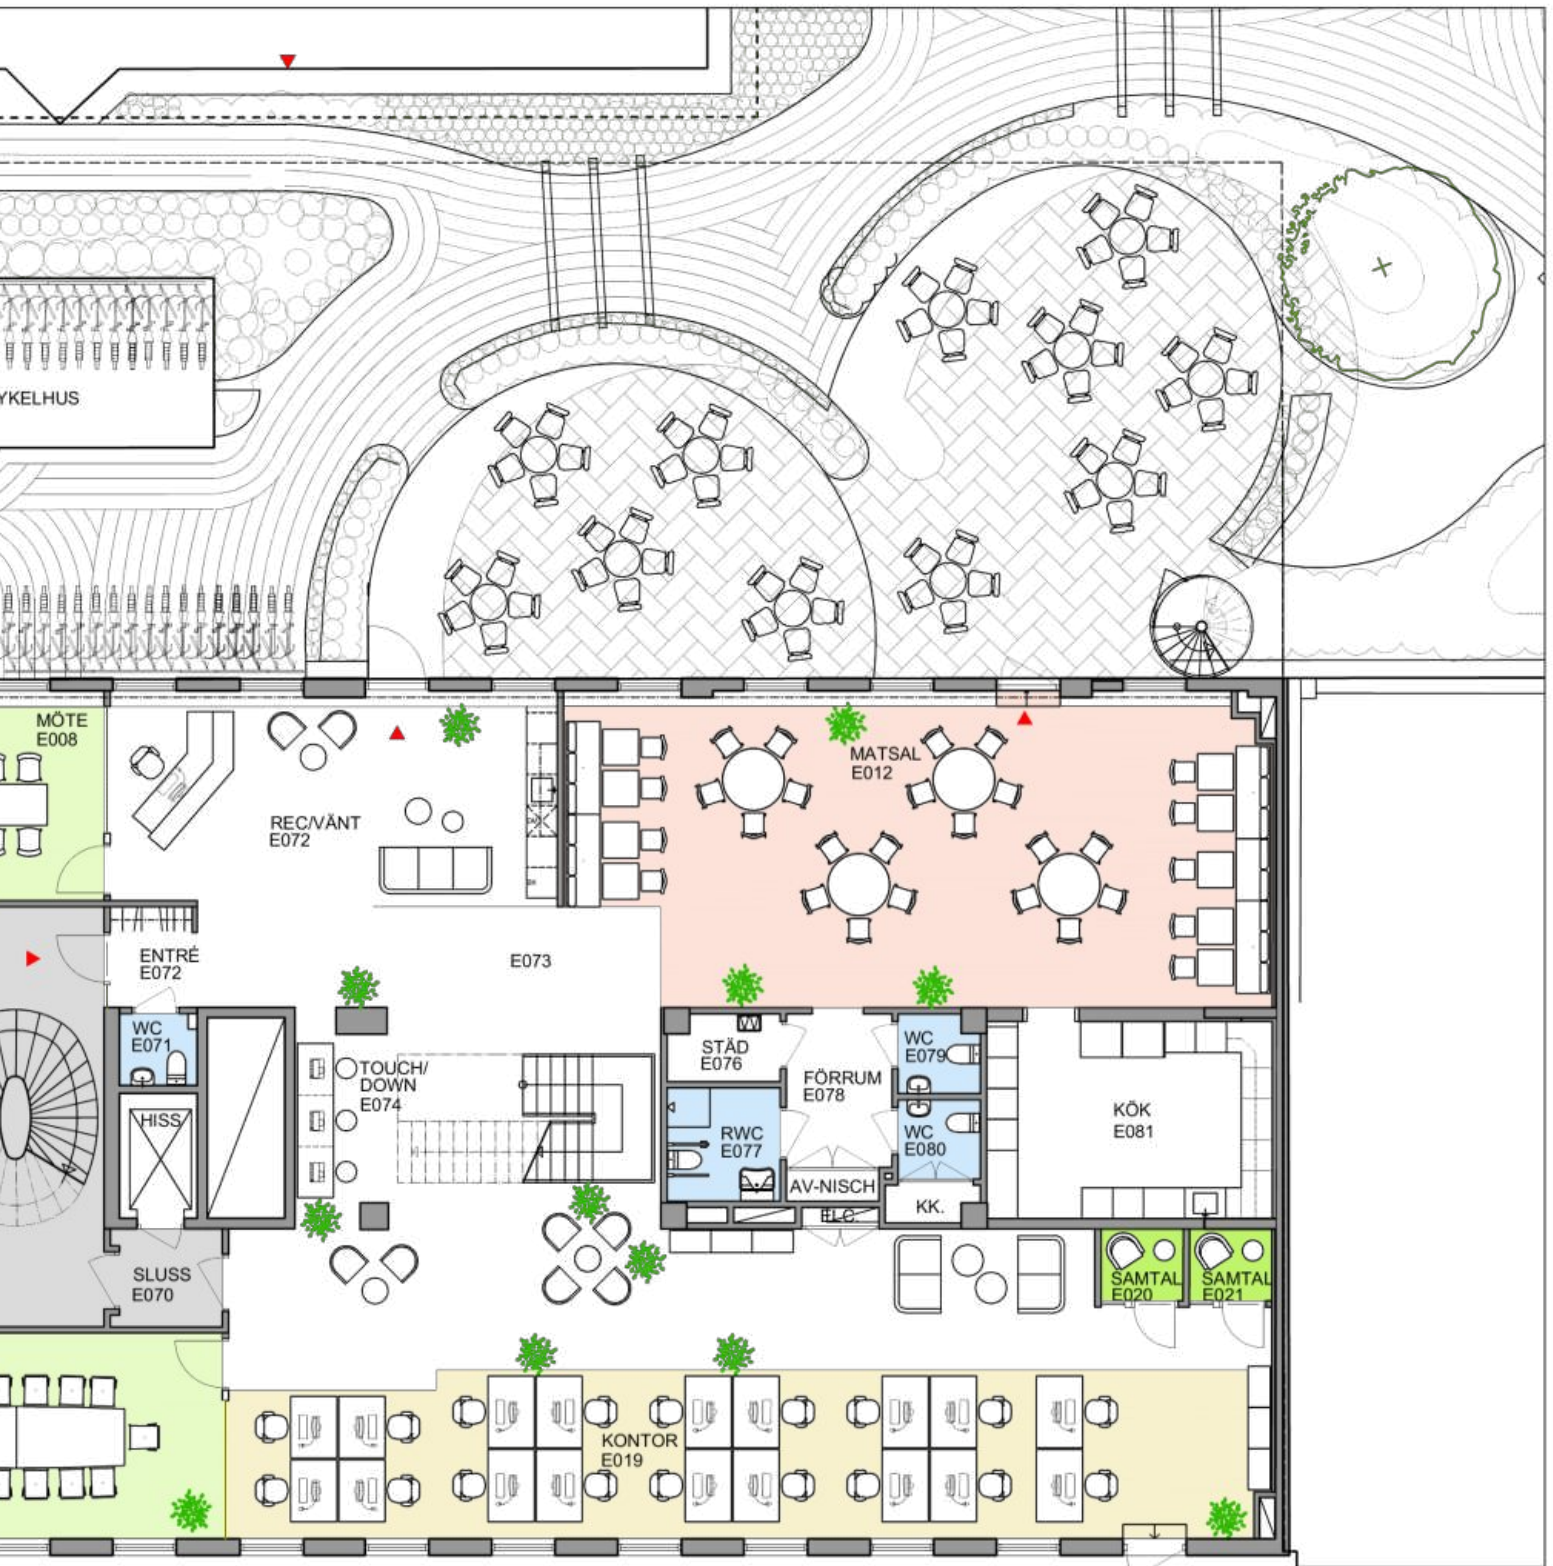 YKELHUS
MÖTE
E008
MATSAL
E012
REC/VÄNT
E072
ENTRÉ
E072
E073
WC
E071
STÄD
E076
WC
E079
TOUCH/
DOWN
E074
FÖRRUM
E078
HISS
KÖK
E081
RWC
E077
WC
E080
AV-NISCH
KK.
ELC.
SLUSS
E070
SAMTAL
E020
SAMTAL
E021
KONTOR
E019